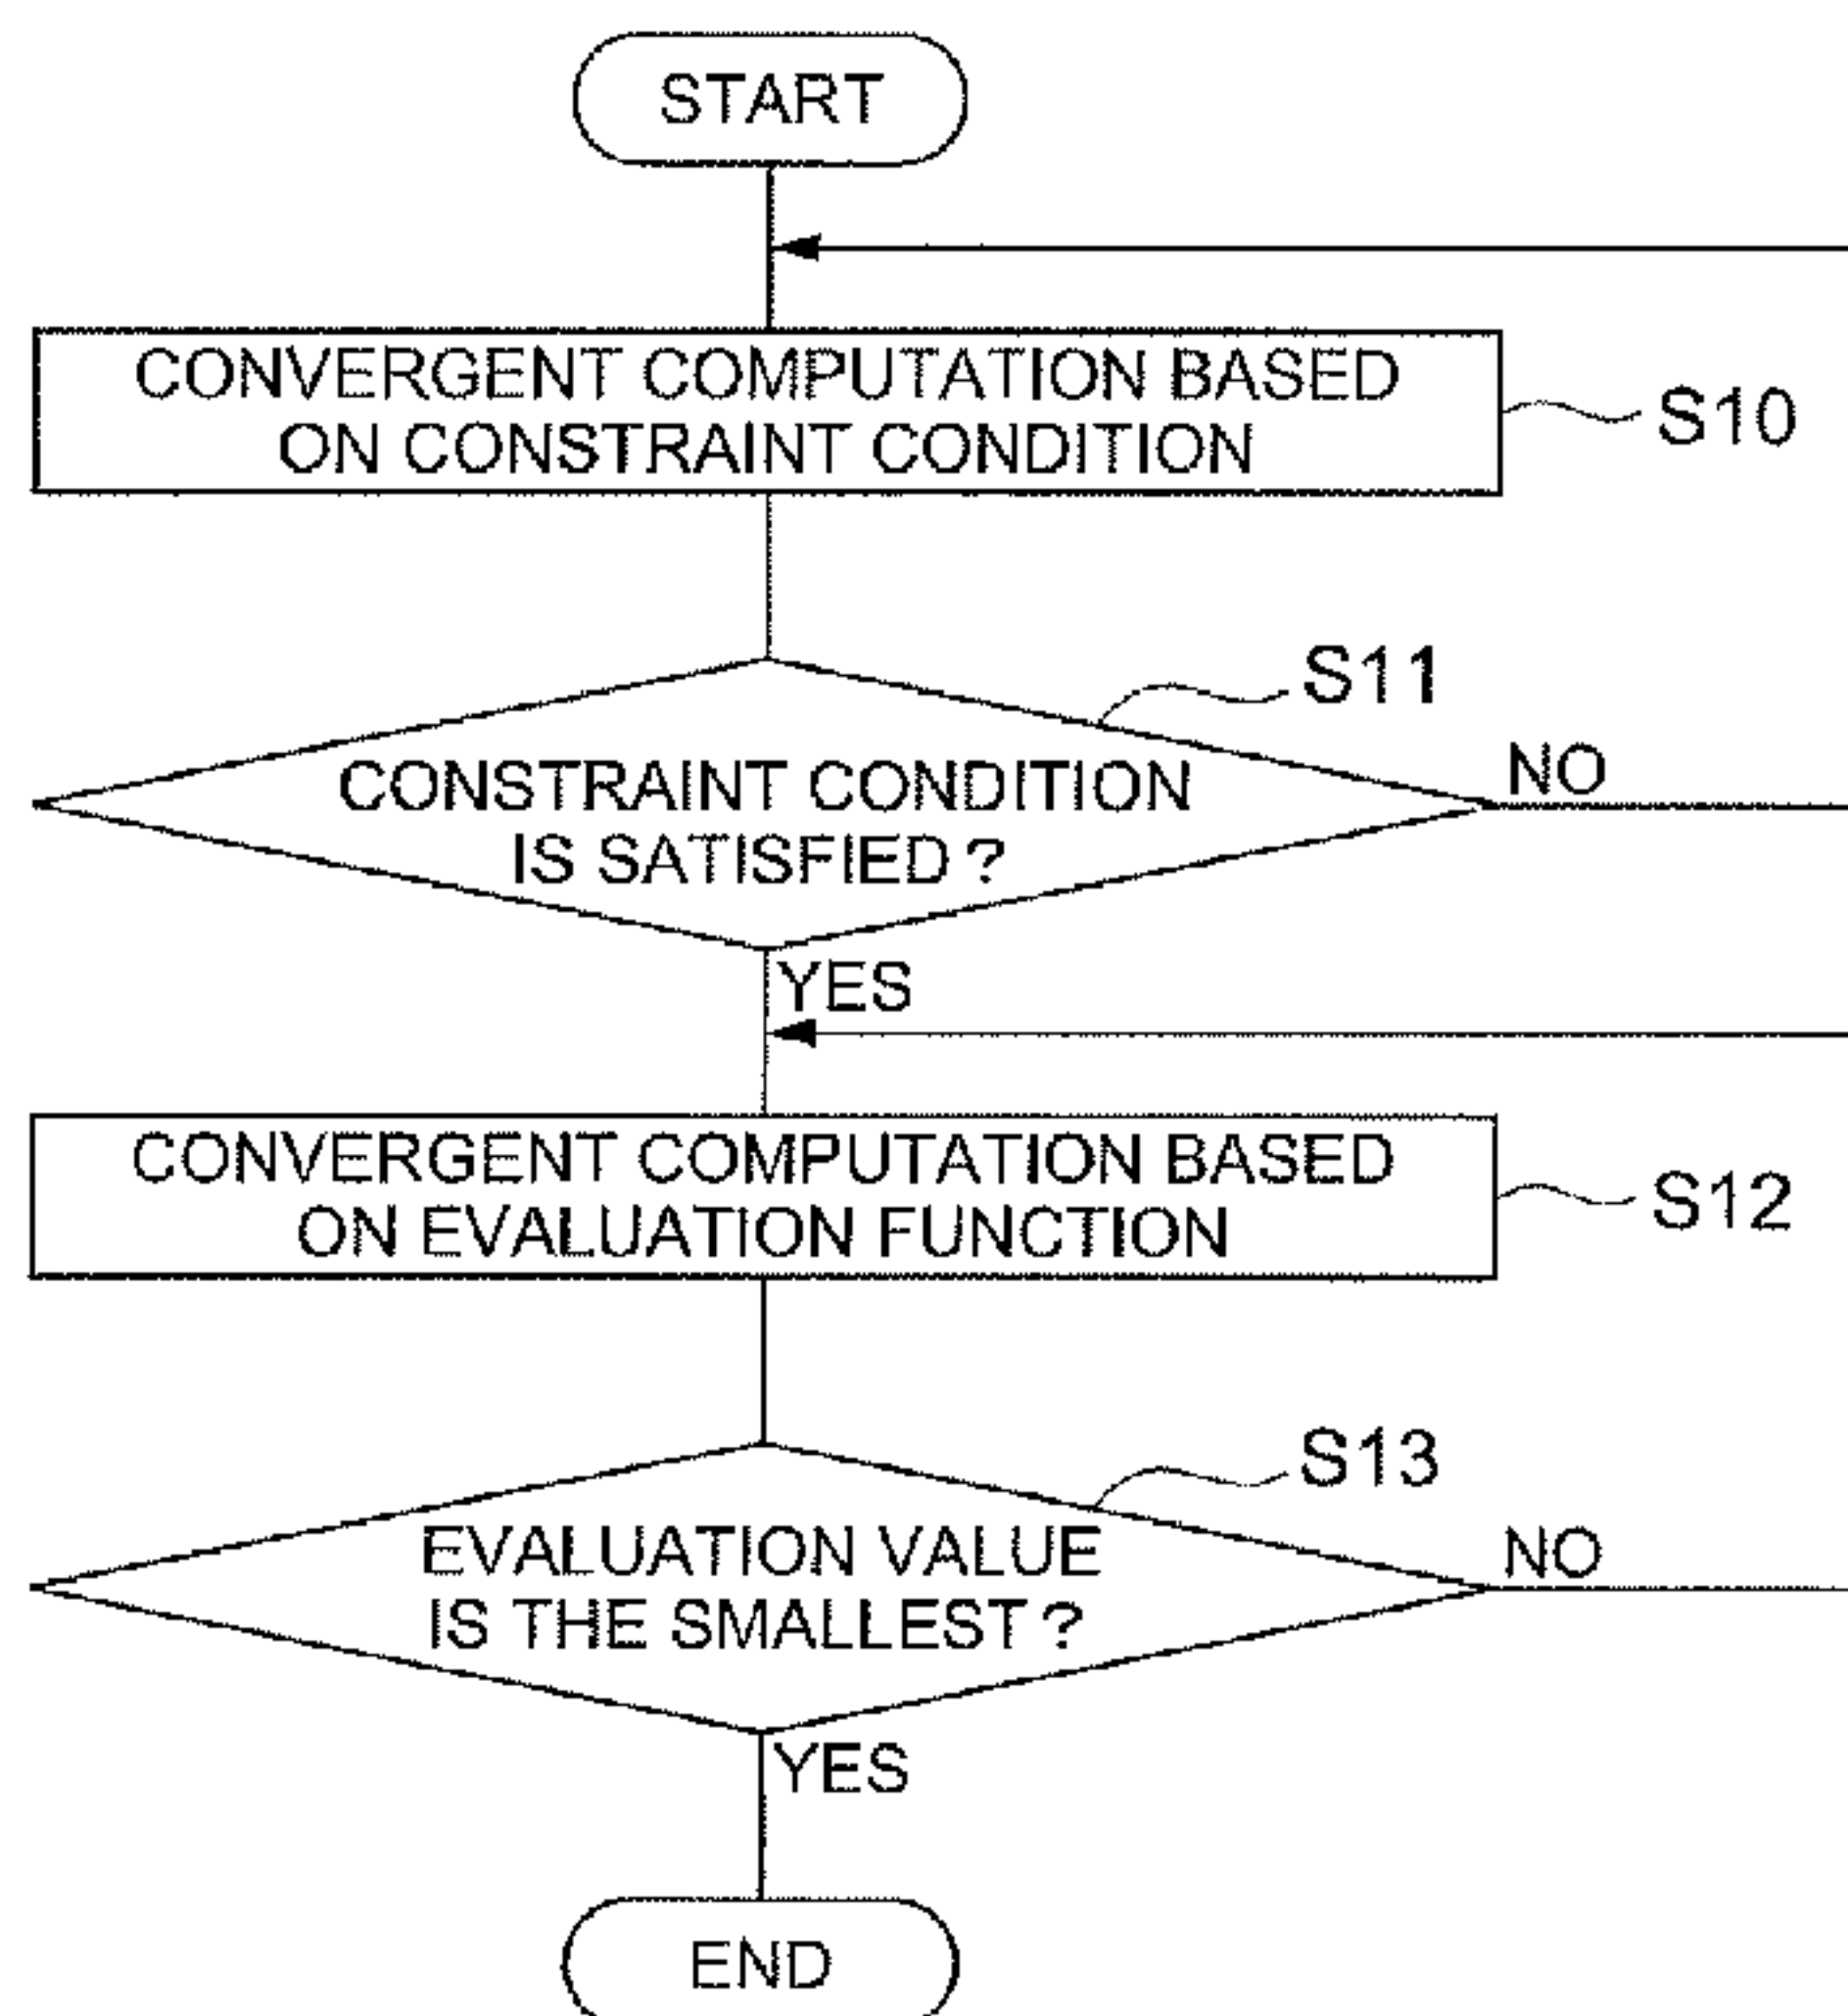 START
CONVERGENT COMPUTATION BASED
ON CONSTRAINT CONDITION
S10
S11
CONSTRAINT CONDITION
IS SATISFIED?
NO
YES
CONVERGENT COMPUTATION BASED
ON EVALUATION FUNCTION
S12
S13
EVALUATION VALUE
IS THE SMALLEST?
NO
YES
END